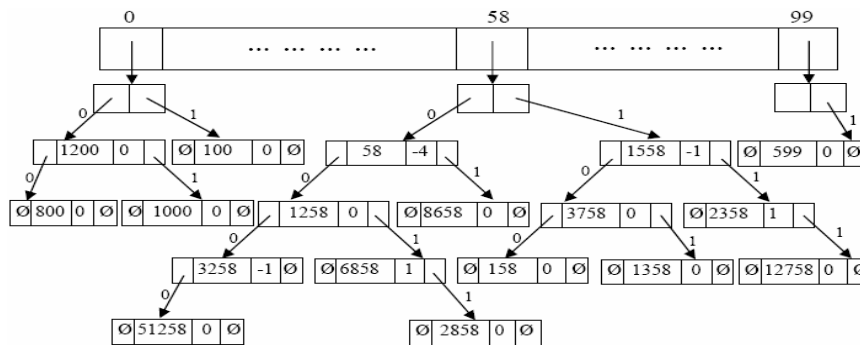 0 58 99
... ... ... ... ... ... ... ...
0 1 0 1 1
1200 0 Ø 100 0 Ø 58 -4 1558 -1 Ø 599 0 Ø
0 1 0 1 0 1
Ø 800 0 Ø Ø 1000 0 Ø 1258 0 Ø 8658 0 Ø 3758 0 Ø 2358 1
0 1 0 1 1
3258 -1 Ø Ø 6858 1 Ø 158 0 Ø Ø 1358 0 Ø Ø 12758 0 Ø
0 1
Ø 51258 0 Ø Ø 2858 0 Ø